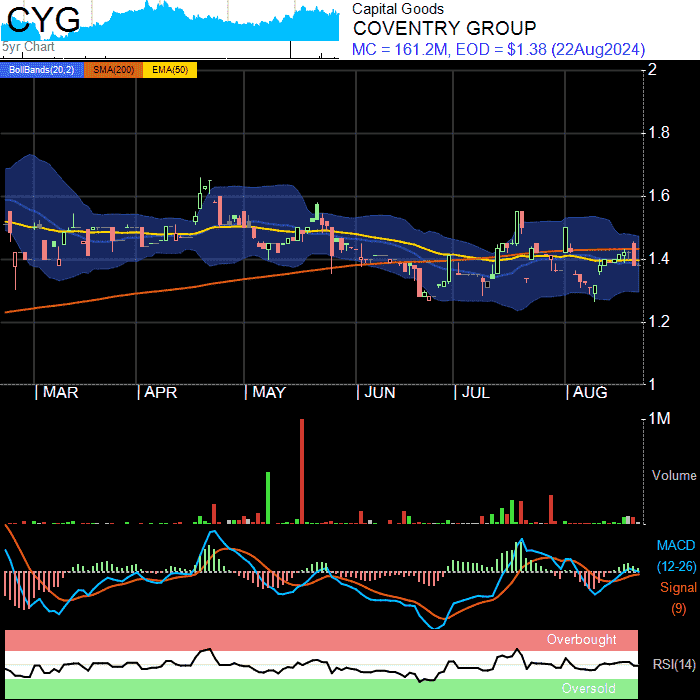 CYG
5yr Chart
Capital Goods
COVENTRY GROUP
MC = 161.2M, EOD = $1.38 (22Aug2024)
BollBands(20,2) SMA(200) EMA(50)
2
1.8
1.6
1.4
1.2
1
MAR APR MAY JUN JUL AUG
1M
Volume
MACD
(12-26)
Signal
(9)
Overbought
RSI(14)
Oversold